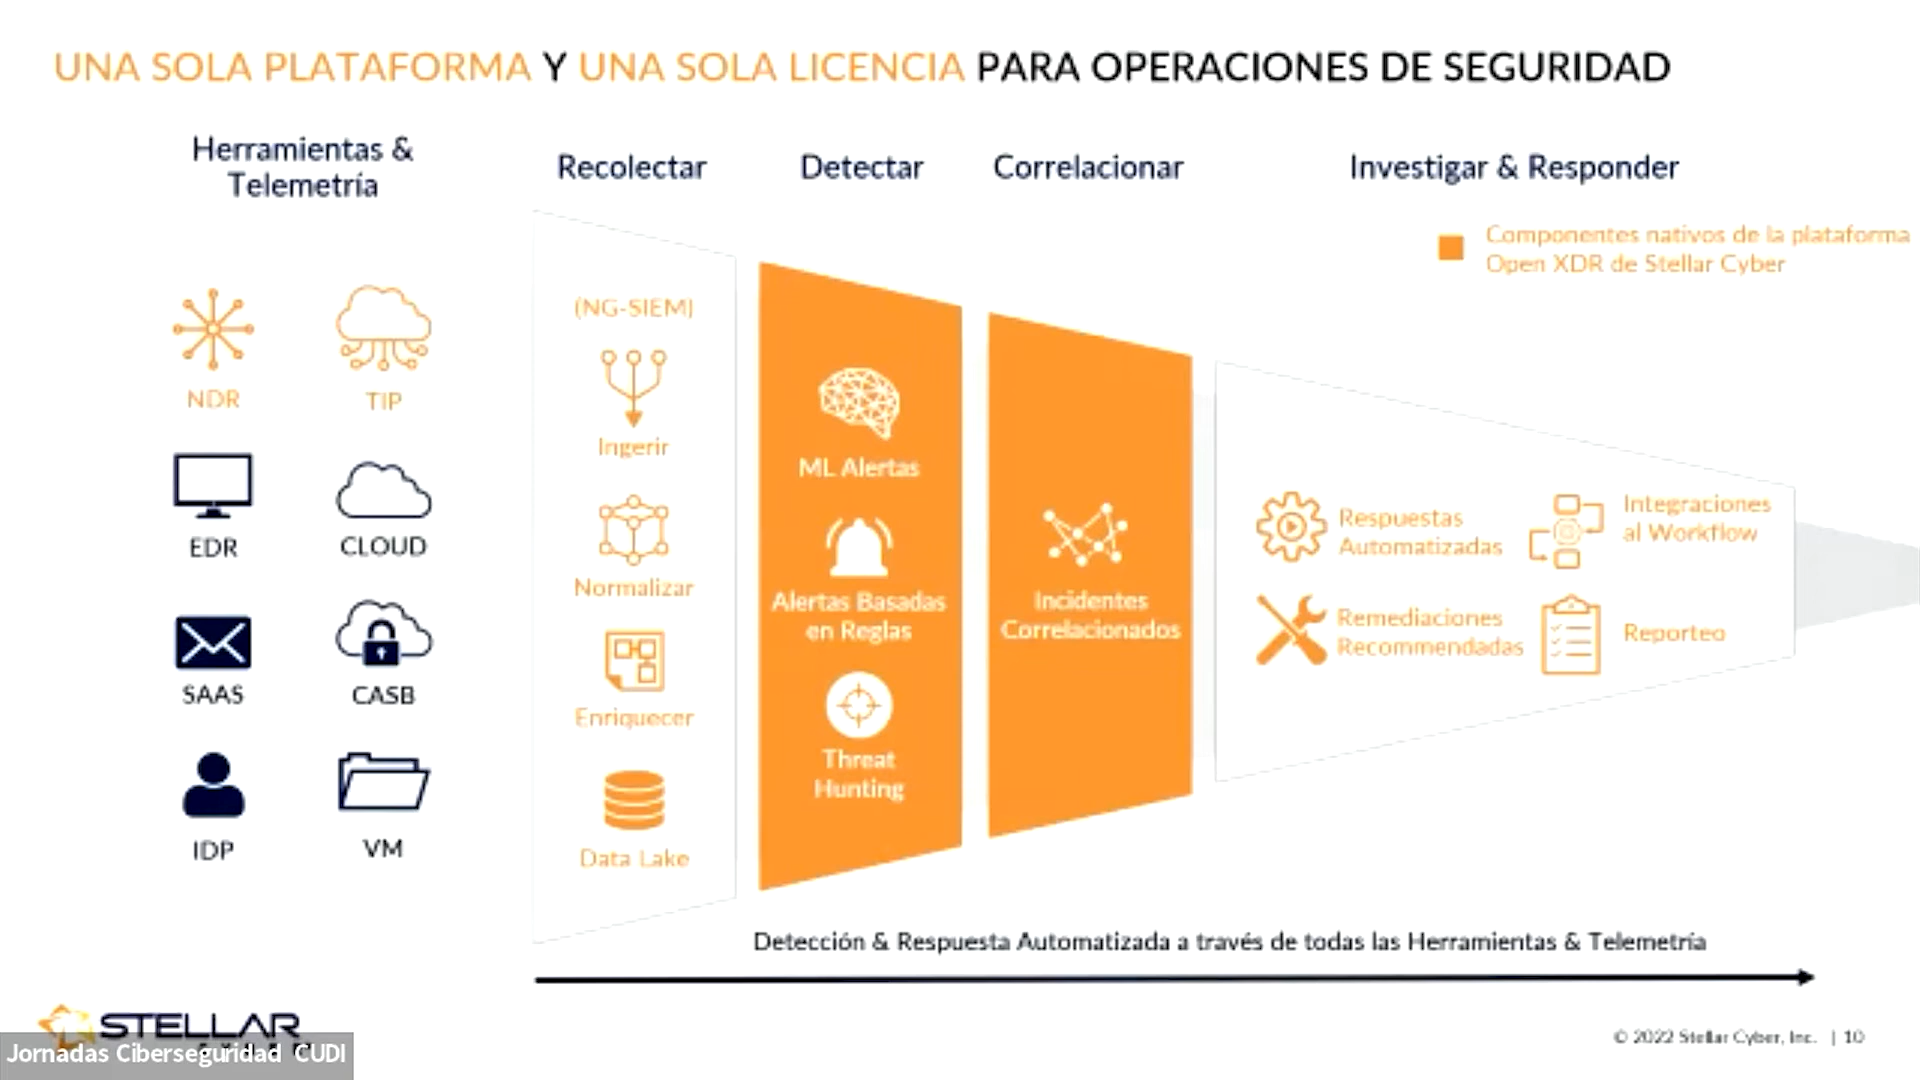 UNA SOLA PLATAFORMA Y UNA SOLA LICENCIA PARA OPERACIONES DE SEGURIDAD
Herramientas &
Telemetría
Recolectar
Detectar
Correlacionar
Investigar & Responder
Componentes nativos de la plataforma
Open XDR de Stellar Cyber
NDR
TIP
EDR
CLOUD
SAAS
CASB
IDP
VM
(NG-SIEM)
Ingerir
Normalizar
Enriquecer
Data Lake
ML Alertas
Alertas Basadas
en Reglas
Threat
Hunting
Incidentes
Correlacionados
Respuestas
Automatizadas
Integraciones
al Workflow
Remediaciones
Recommendadas
Reporteo
Detección & Respuesta Automatizada a través de todas las Herramientas & Telemetría
STELLAR
Jornadas Ciberseguridad CUDI
© 2022 Stellar Cyber, Inc. | 10